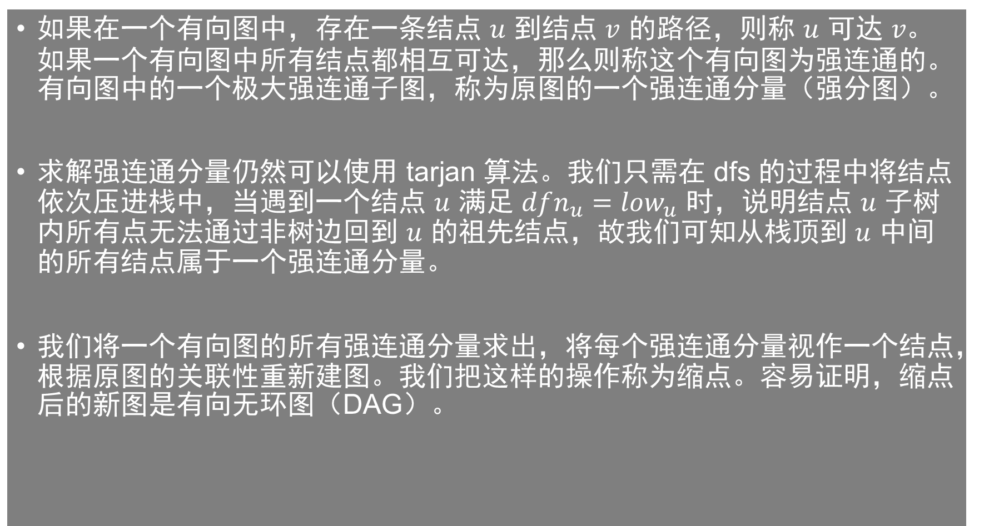 • 如果在一个有向图中，存在一条结点 u 到结点 v 的路径，则称 u 可达 v。
如果一个有向图中所有结点都相互可达，那么则称这个有向图为强连通的。
有向图中的一个极大强连通子图，称为原图的一个强连通分量（强分图）。
• 求解强连通分量仍然可以使用 tarjan 算法。我们只需在 dfs 的过程中将结点
依次压进栈中，当遇到一个结点 u 满足 dfn_u = low_u 时，说明结点 u 子树
内所有点无法通过非树边回到 u 的祖先结点，故我们可知从栈顶到 u 中间
的所有结点属于一个强连通分量。
• 我们将一个有向图的所有强连通分量求出，将每个强连通分量视作一个结点，
根据原图的关联性重新建图。我们把这样的操作称为缩点。容易证明，缩点
后的新图是有向无环图（DAG）。